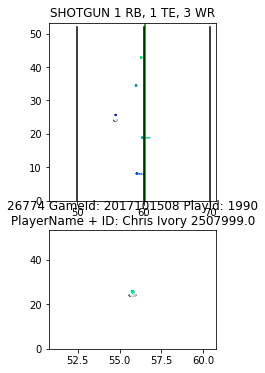 SHOTGUN 1 RB, 1 TE, 3 WR
50
40
30
20
10
0
50 60 70
26774 GameId: 2017101508 PlayId: 1990
PlayerName + ID: Chris Ivory 2507999.0
40
20
0
52.5 55.0 57.5 60.0